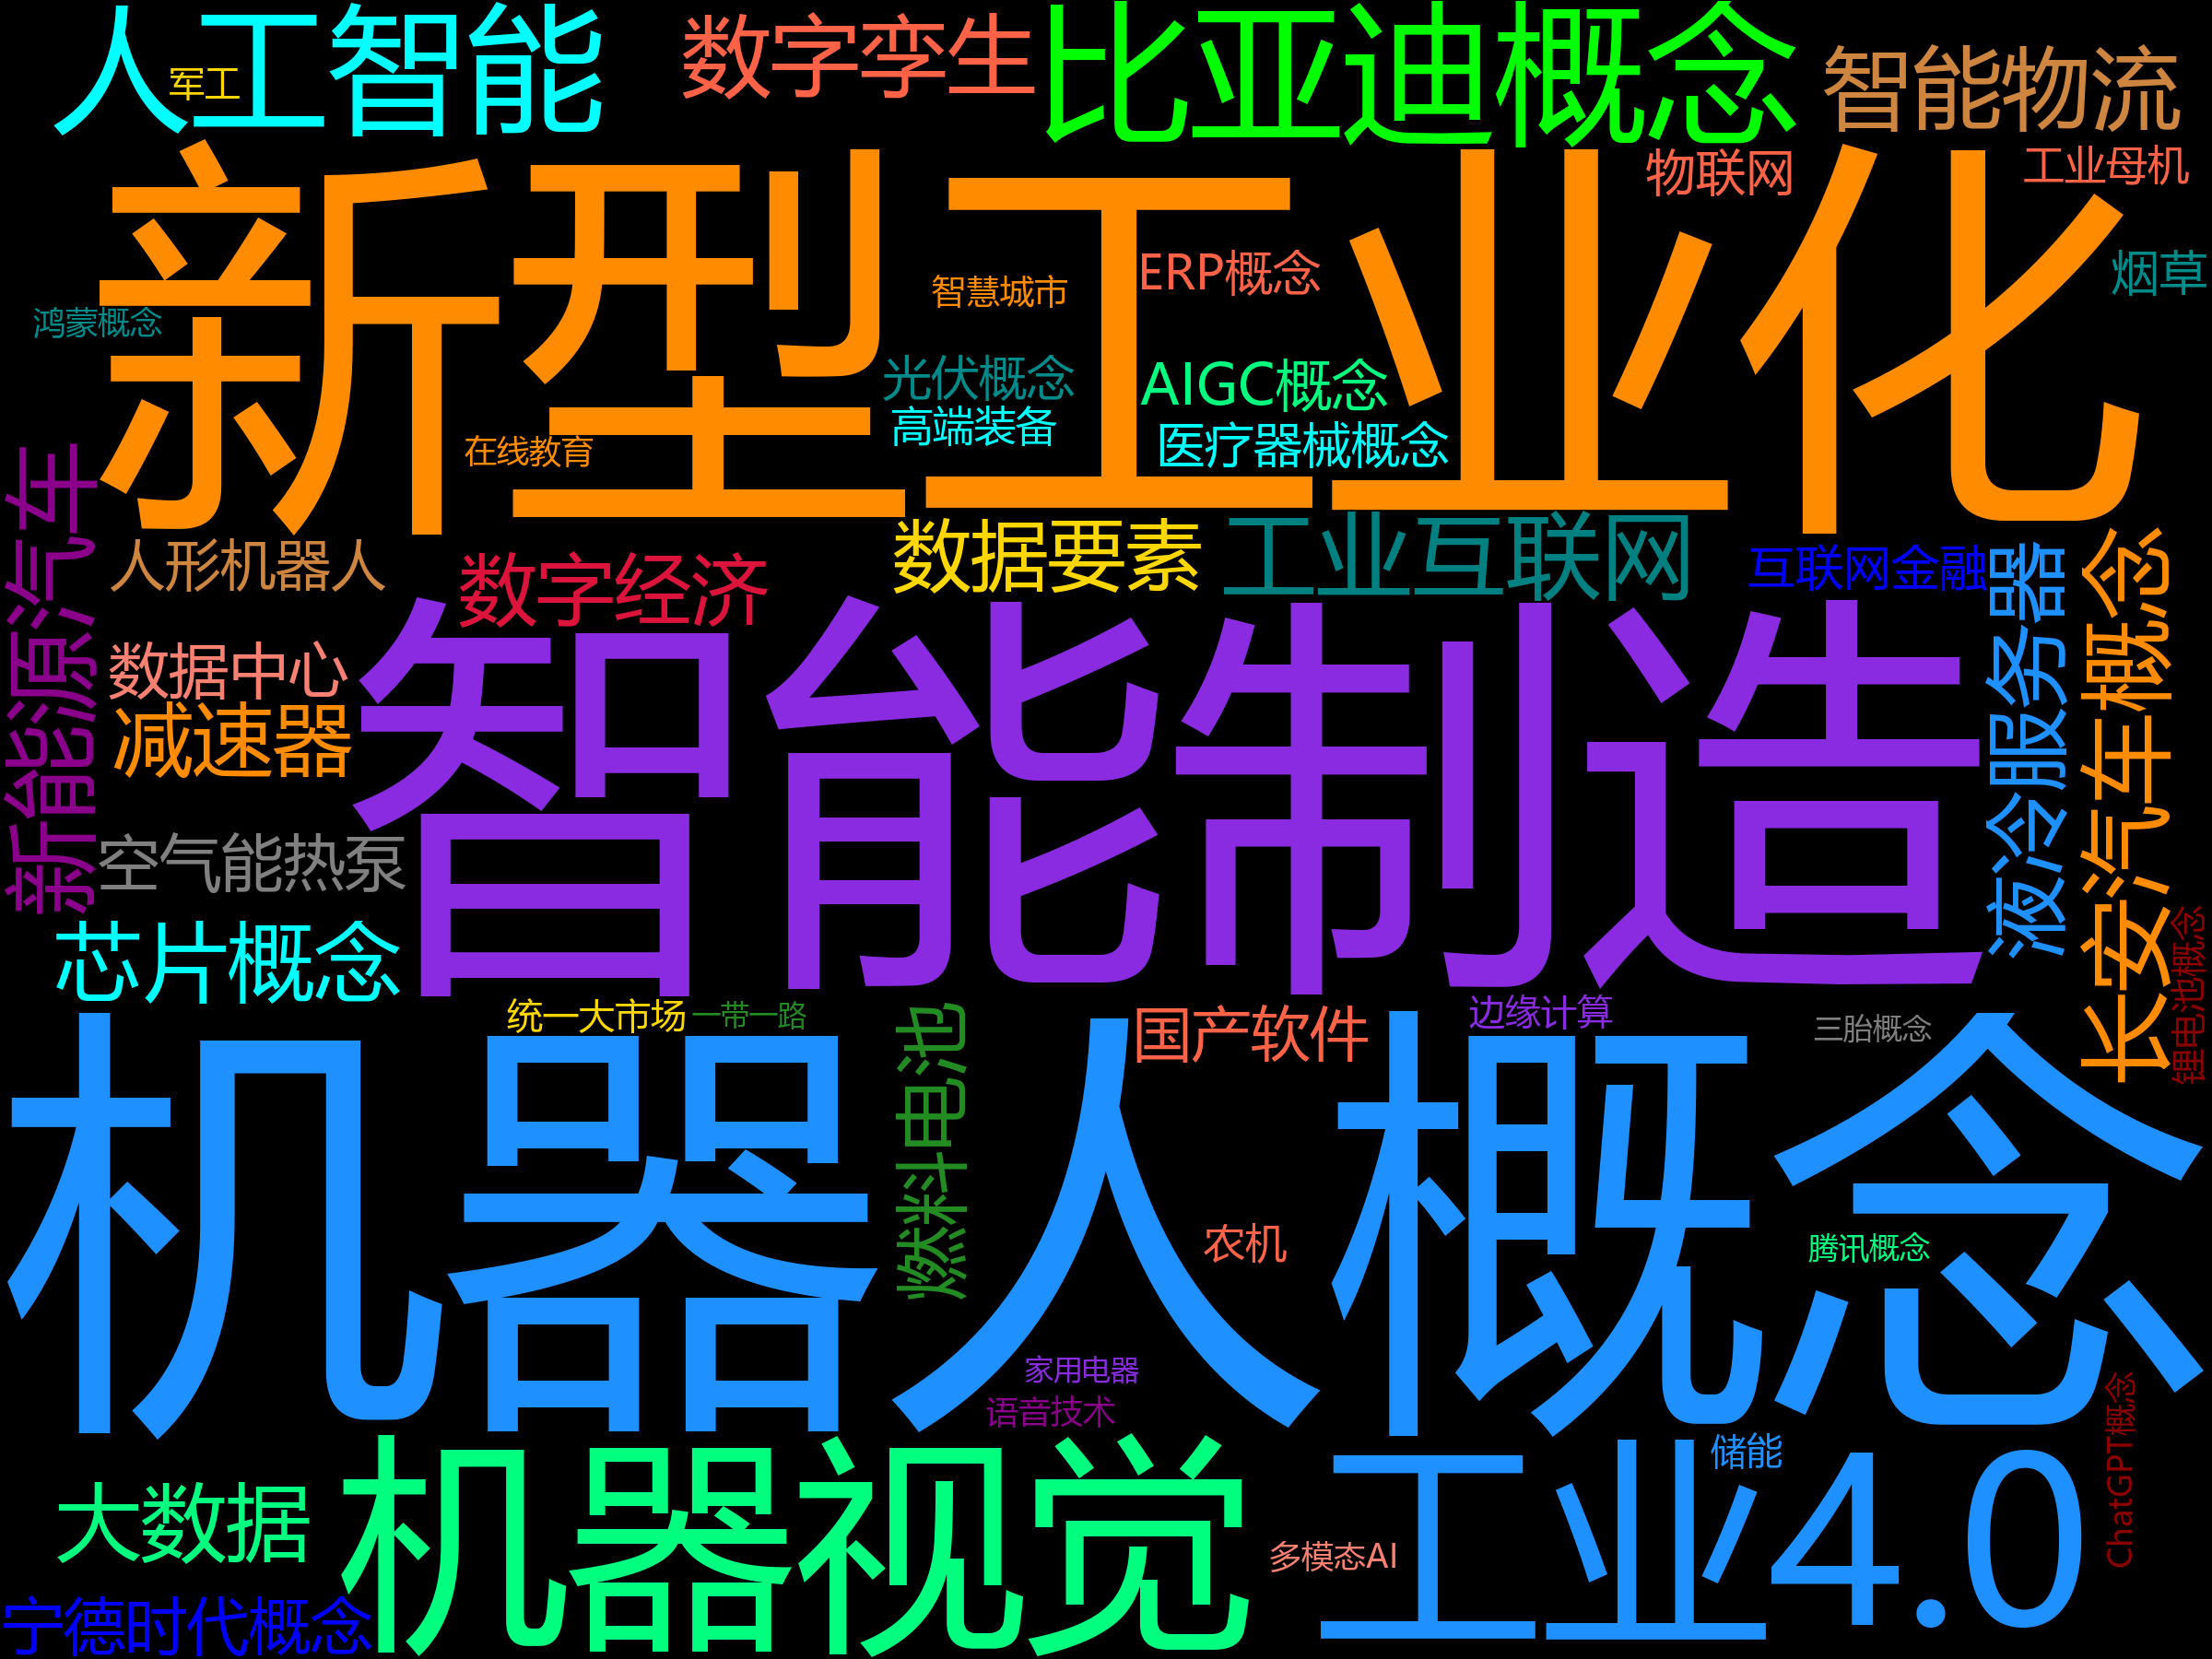 人工智能
军工
数字孪生
比亚迪概念
智能物流
物联网
工业母机
新型工业化
ERP概念
烟草
智慧城市
鸿蒙概念
光伏概念
AIGC概念
高端装备
医疗器械概念
在线教育
新能源汽车
人形机器人
数字经济
数据要素
工业互联网
互联网金融
液冷服务器
长安汽车概念
数据中心
减速器
智能制造
空气能热泵
芯片概念
锂电池概念
统一大市场
一带一路
燃料电池
国产软件
边缘计算
三胎概念
机器人概念
农机
腾讯概念
家用电器
语音技术
ChatGPT概念
大数据
机器视觉
工业4.0
储能
多模态AI
宁德时代概念